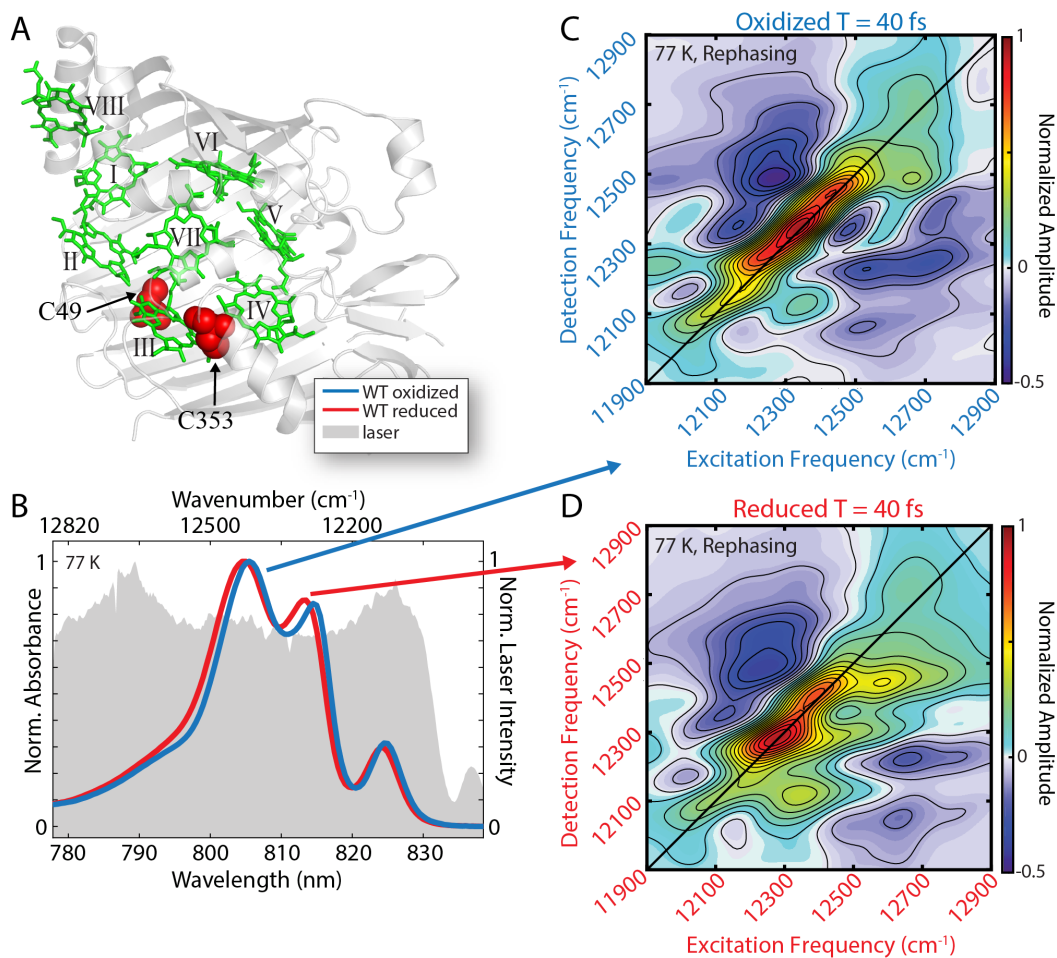 A
VIII
I
VI
V
VII
II
C49
IV
III
C353
WT oxidized
WT reduced
laser
B
Wavenumber (cm-1)
12820 12500 12200
77 K
1
0
1
0
Norm. Absorbance
Norm. Laser Intensity
780 790 800 810 820 830
Wavelength (nm)
C
Oxidized T = 40 fs
77 K, Rephasing
Detection Frequency (cm-1)
12900
12700
12500
12300
12100
11900
12100 12300 12500 12700 12900
Excitation Frequency (cm-1)
1
0
-0.5
Normalized Amplitude
D
Reduced T = 40 fs
77 K, Rephasing
Detection Frequency (cm-1)
12900
12700
12500
12300
12100
11900
12100 12300 12500 12700 12900
Excitation Frequency (cm-1)
1
0
-0.5
Normalized Amplitude